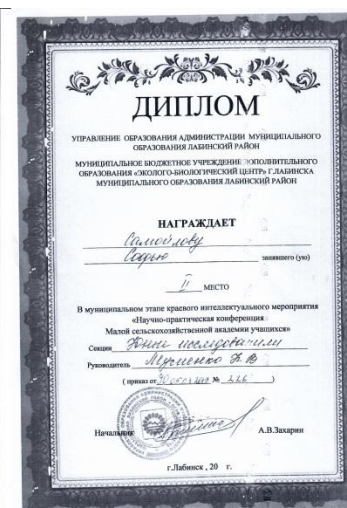 ДИПЛОМ
УПРАВЛЕНИЕ ОБРАЗОВАНИЯ АДМИНИСТРАЦИИ МУНИЦИПАЛЬНОГО
ОБРАЗОВАНИЯ ЛАБИНСКИЙ РАЙОН
МУНИЦИПАЛЬНОЕ БЮДЖЕТНОЕ УЧРЕЖДЕНИЕ ДОПОЛНИТЕЛЬНОГО
ОБРАЗОВАНИЯ «ЭКОЛОГО-БИОЛОГИЧЕСКИЙ ЦЕНТР» Г.ЛАБИНСКА
МУНИЦИПАЛЬНОГО ОБРАЗОВАНИЯ ЛАБИНСКИЙ РАЙОН
НАГРАЖДАЕТ
Самойлову
Софью занявшего (ую)
II МЕСТО
В муниципальном этапе краевого интеллектуального мероприятия
«Научно-практическая конференция
Малой сельскохозяйственной академии учащихся»
Секция Юные исследователи
Руководитель
( приказ от №  )
Начальник А.В.Захарин
г.Лабинск , 20 г.